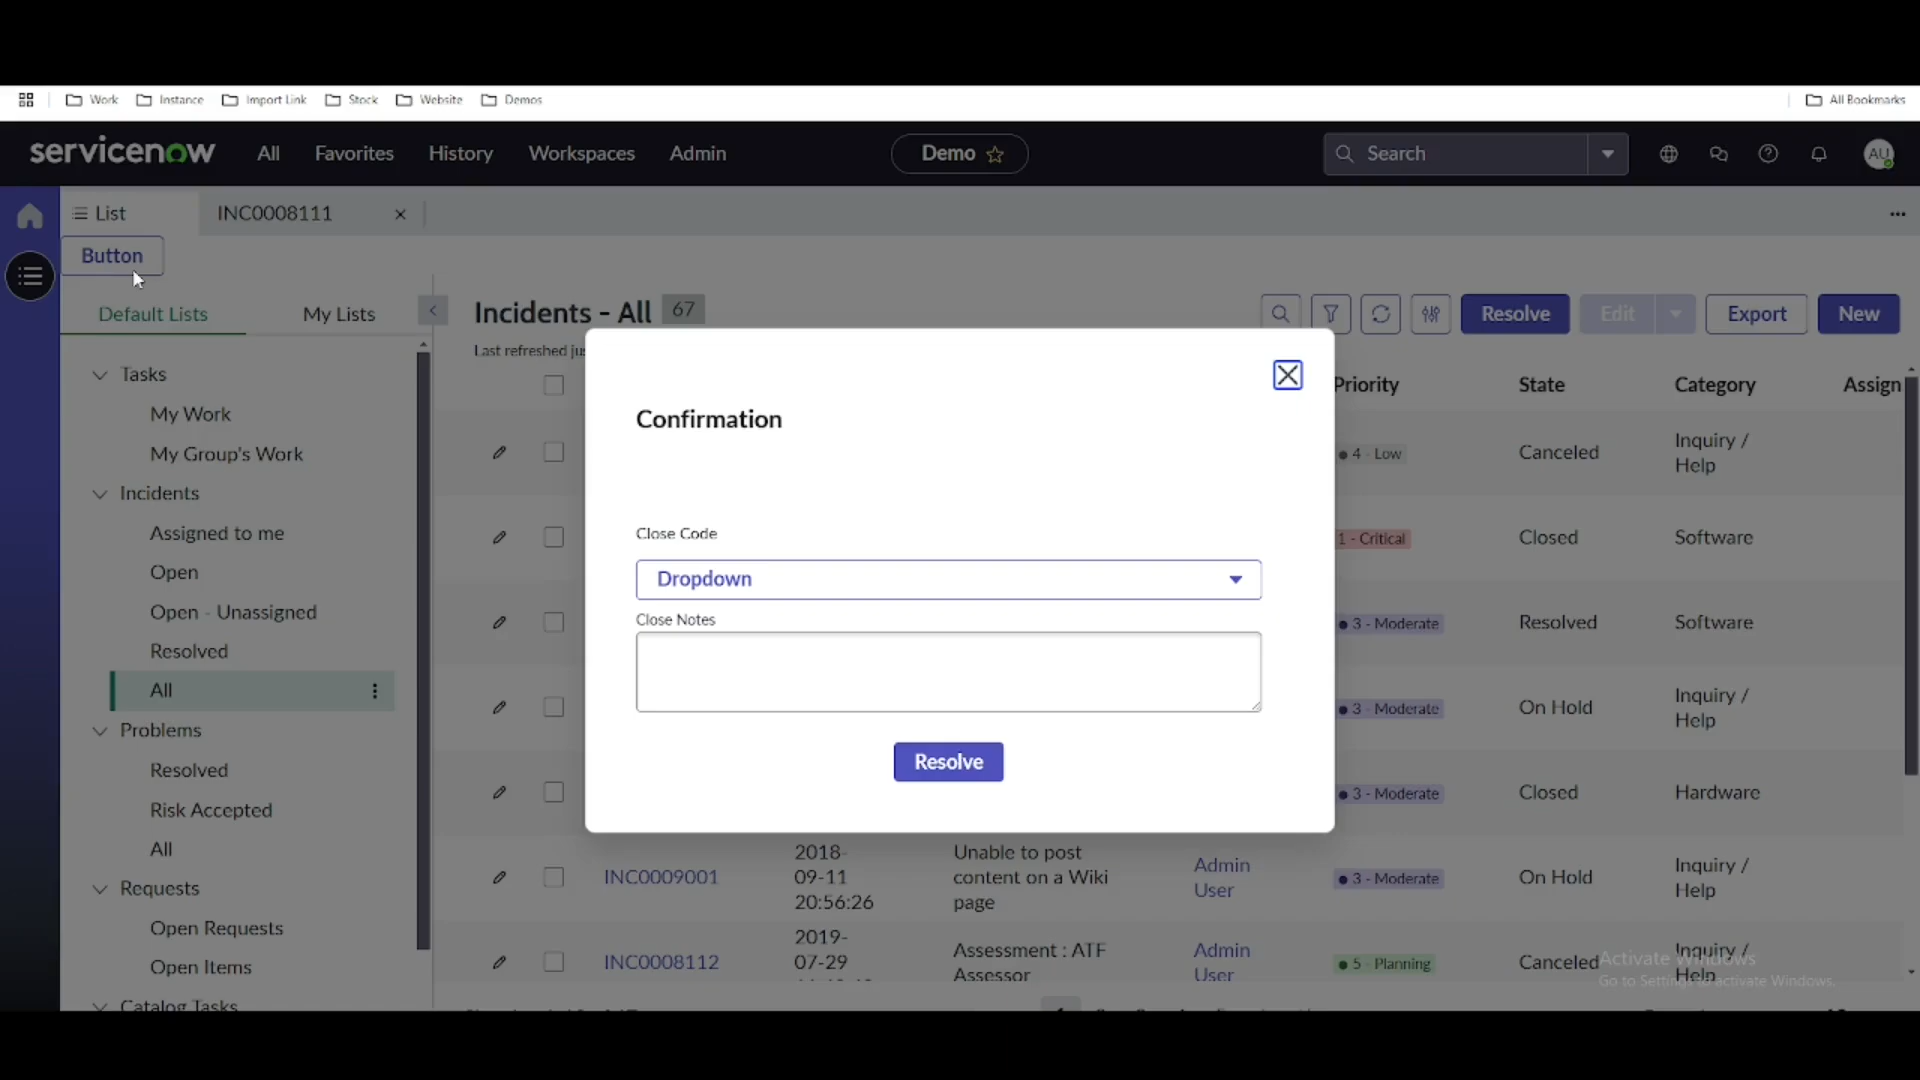 Work Instance Import Link Stock Website Demos All Bookmarks
servicenow All Favorites History Workspaces Admin Demo Search AU
List INC0008111
Button
Default Lists My Lists
Incidents - All 67
Resolve Edit Export New
Last refreshed jus
Tasks
My Work
My Group's Work
Incidents
Assigned to me
Open
Open - Unassigned
Resolved
All
Problems
Resolved
Risk Accepted
All
Requests
Open Requests
Open Items
Catalog Tasks
Confirmation
Close Code
Dropdown
Close Notes
Resolve
Priority State Category Assign
4 - Low Canceled Inquiry /
Help
1 - Critical Closed Software
3 - Moderate Resolved Software
3 - Moderate On Hold Inquiry /
Help
3 - Moderate Closed Hardware
INC0009001
2018-
09-11
20:56:26
Unable to post
content on a Wiki
page
Admin
User
3 - Moderate On Hold Inquiry /
Help
INC0008112
2019-
07-29
Assessment : ATF
Assessor
Admin
User
5 - Planning Canceled Inquiry /
Help
Activate Windows
Go to Settings to activate Windows.